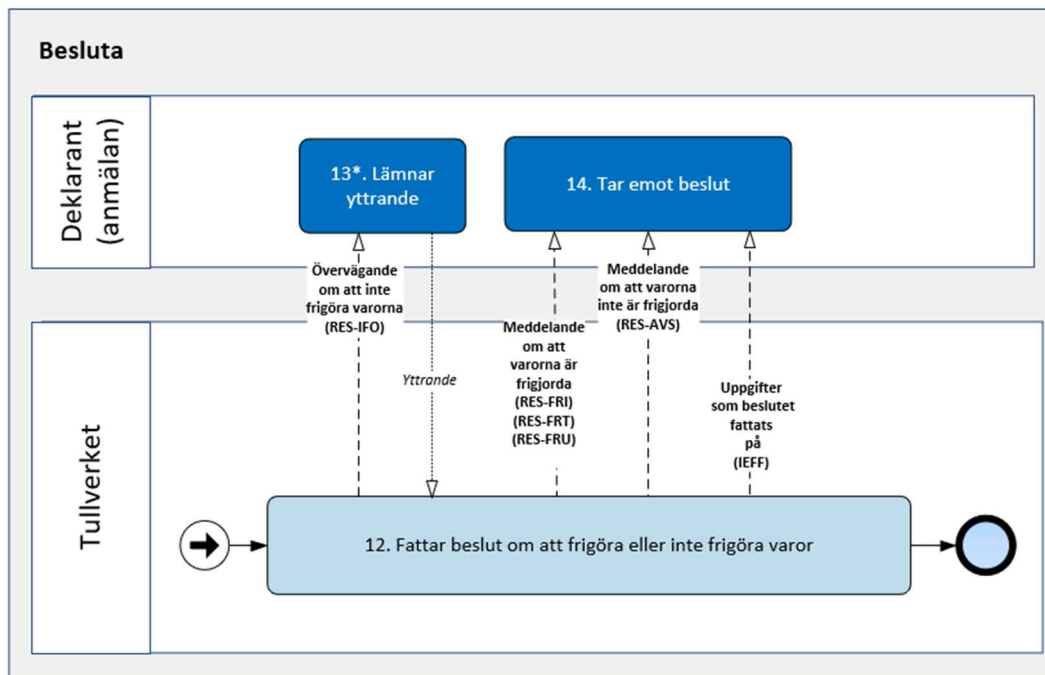 Besluta
Deklarant
(anmälan)
13*. Lämnar
yttrande
14. Tar emot beslut
Övervägande
om att inte
frigöra varorna
(RES-IFO)
Yttrande
Meddelande
om att
varorna är
frigjorda
(RES-FRI)
(RES-FRT)
(RES-FRU)
Meddelande
om att varorna
inte är frigjorda
(RES-AVS)
Uppgifter
som beslutet
fattats
på
(IEFF)
Tullverket
12. Fattar beslut om att frigöra eller inte frigöra varor